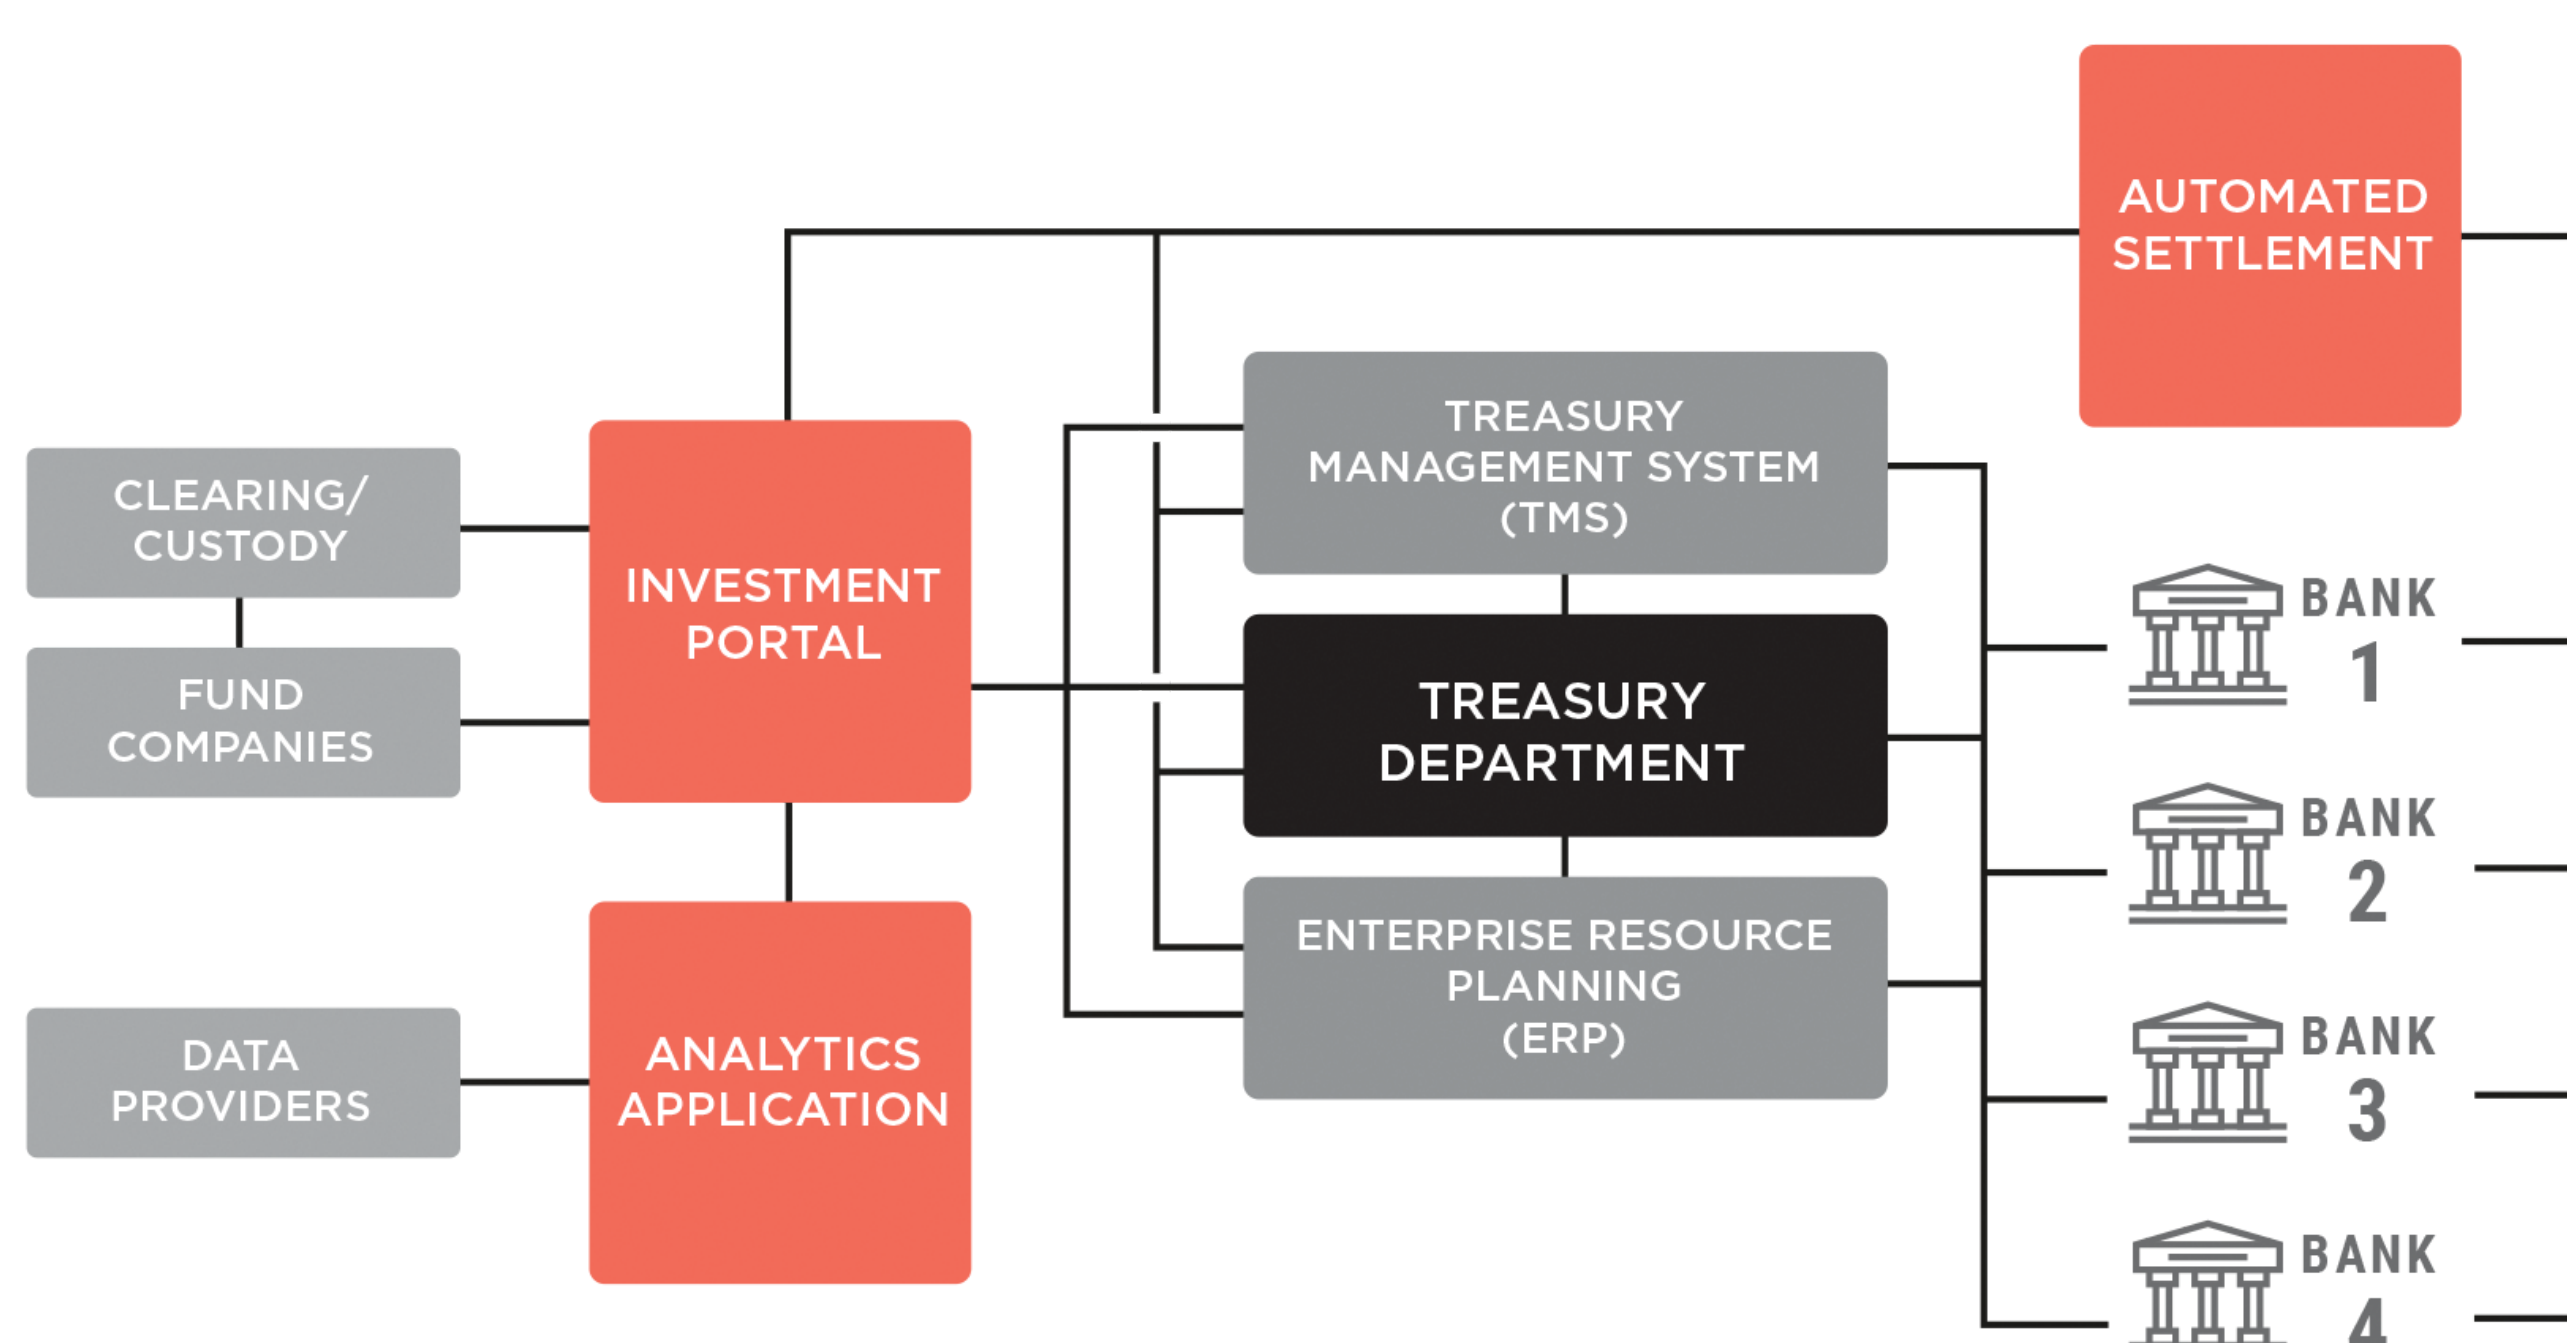 AUTOMATED
SETTLEMENT
TREASURY
MANAGEMENT SYSTEM
(TMS)
CLEARING/
CUSTODY
INVESTMENT
PORTAL
BANK
1
FUND
COMPANIES
TREASURY
DEPARTMENT
BANK
2
ENTERPRISE RESOURCE
PLANNING
(ERP)
DATA
PROVIDERS
ANALYTICS
APPLICATION
BANK
3
BANK
4